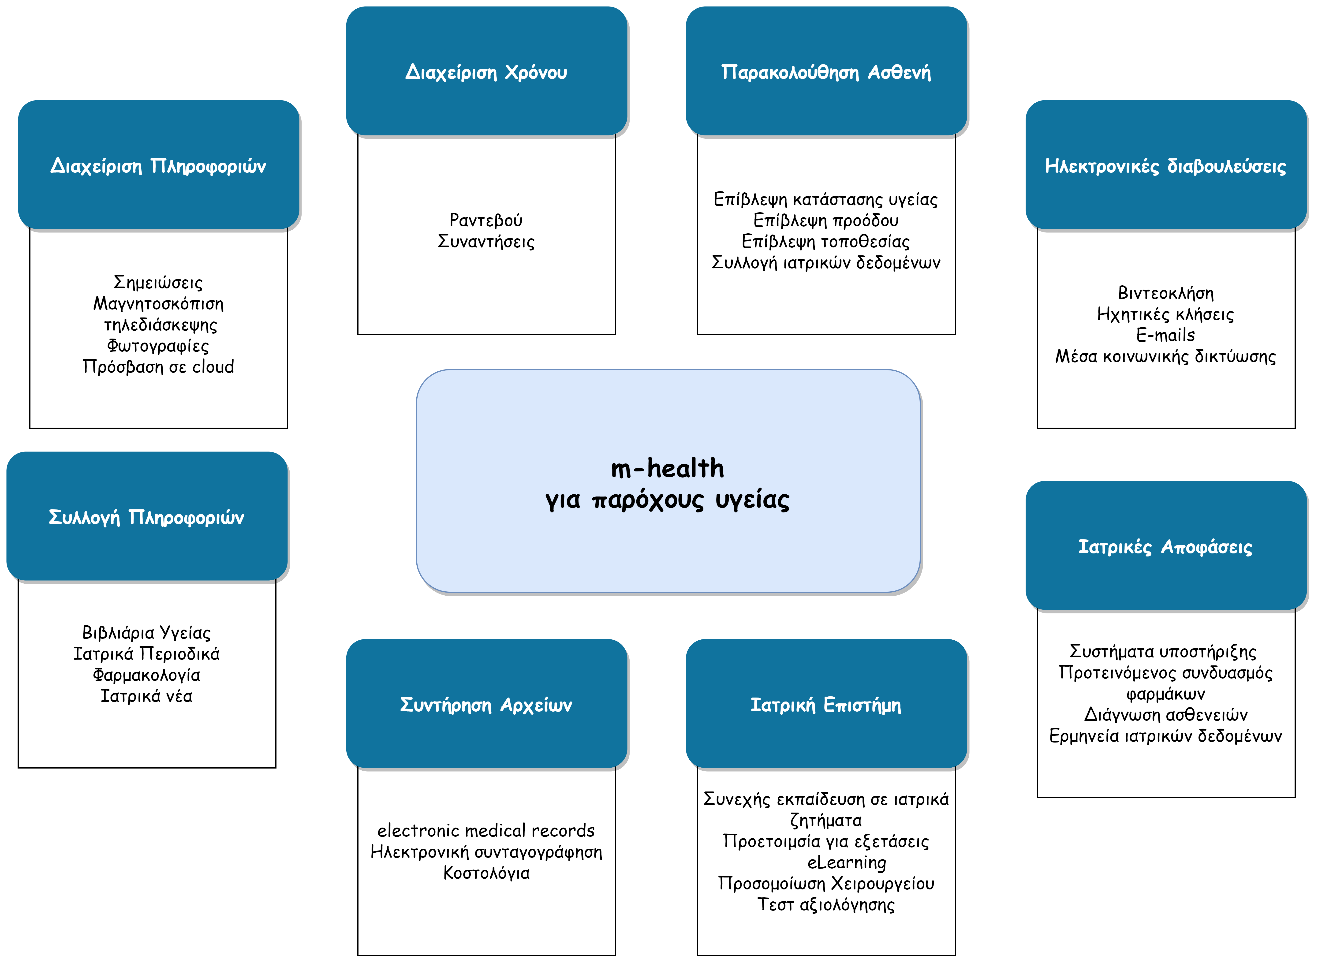 Διαχείριση Χρόνου
Ραντεβού
Συναντήσεις
Παρακολούθηση Ασθενή
Επίβλεψη κατάστασης υγείας
Επίβλεψη προόδου
Επίβλεψη τοποθεσίας
Συλλογή ιατρικών δεδομένων
Διαχείριση Πληροφοριών
Σημειώσεις
Μαγνητοσκόπιση
τηλεδιάσκεψης
Φωτογραφίες
Πρόσβαση σε cloud
Ηλεκτρονικές διαβουλεύσεις
Βιντεοκλήση
Ηχητικές κλήσεις
E-mails
Μέσα κοινωνικής δικτύωσης
m-health
για παρόχους υγείας
Συλλογή Πληροφοριών
Βιβλιάρια Υγείας
Ιατρικά Περιοδικά
Φαρμακολογία
Ιατρικά νέα
Ιατρικές Αποφάσεις
Συστήματα υποστήριξης
Προτεινόμενος συνδυασμός
φαρμάκων
Διάγνωση ασθενειών
Ερμηνεία ιατρικών δεδομένων
Συντήρηση Αρχείων
electronic medical records
Ηλεκτρονική συνταγογράφηση
Κοστολόγια
Ιατρική Επιστήμη
Συνεχής εκπαίδευση σε ιατρικά
ζητήματα
Προετοιμσία για εξετάσεις
eLearning
Προσομοίωση Χειρουργείου
Τεστ αξιολόγησης